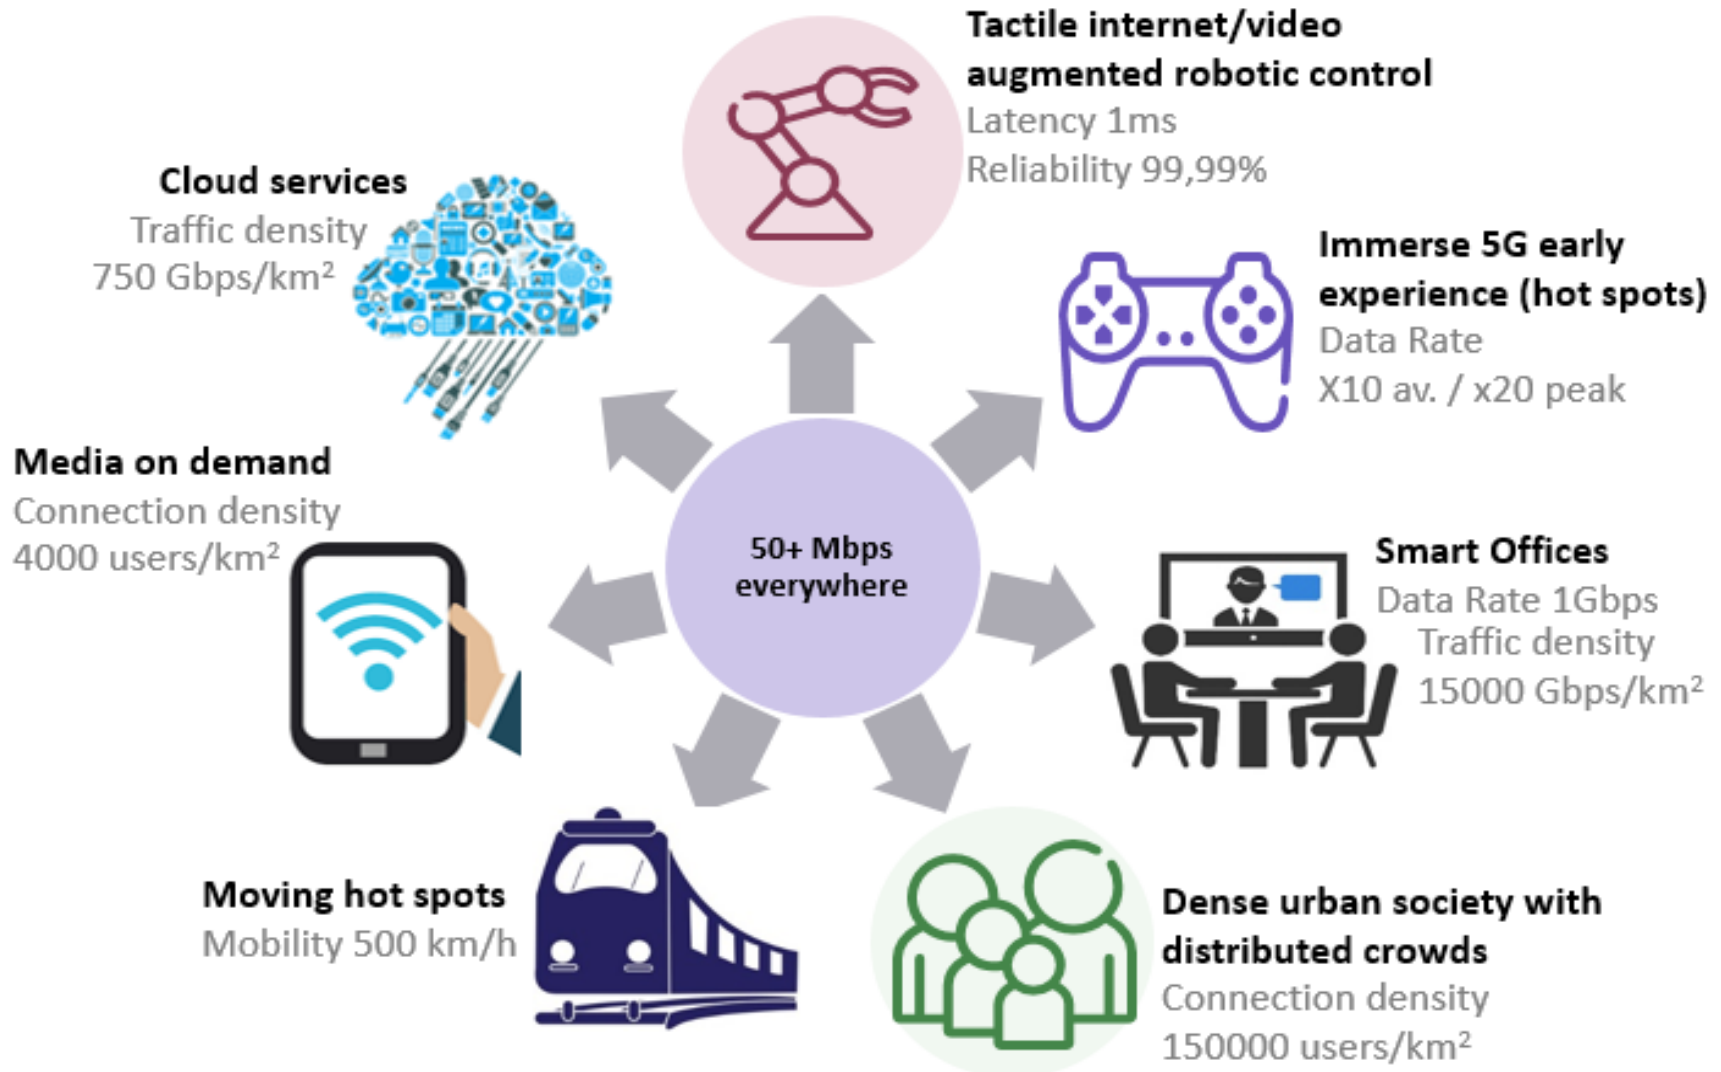 Tactile internet/video
augmented robotic control
Latency 1ms
Reliability 99,99%
Cloud services
Traffic density
750 Gbps/km²
Immerse 5G early
experience (hot spots)
Data Rate
X10 av. / x20 peak
Media on demand
Connection density
4000 users/km²
50+ Mbps
everywhere
Smart Offices
Data Rate 1Gbps
Traffic density
15000 Gbps/km²
Moving hot spots
Mobility 500 km/h
Dense urban society with
distributed crowds
Connection density
150000 users/km²